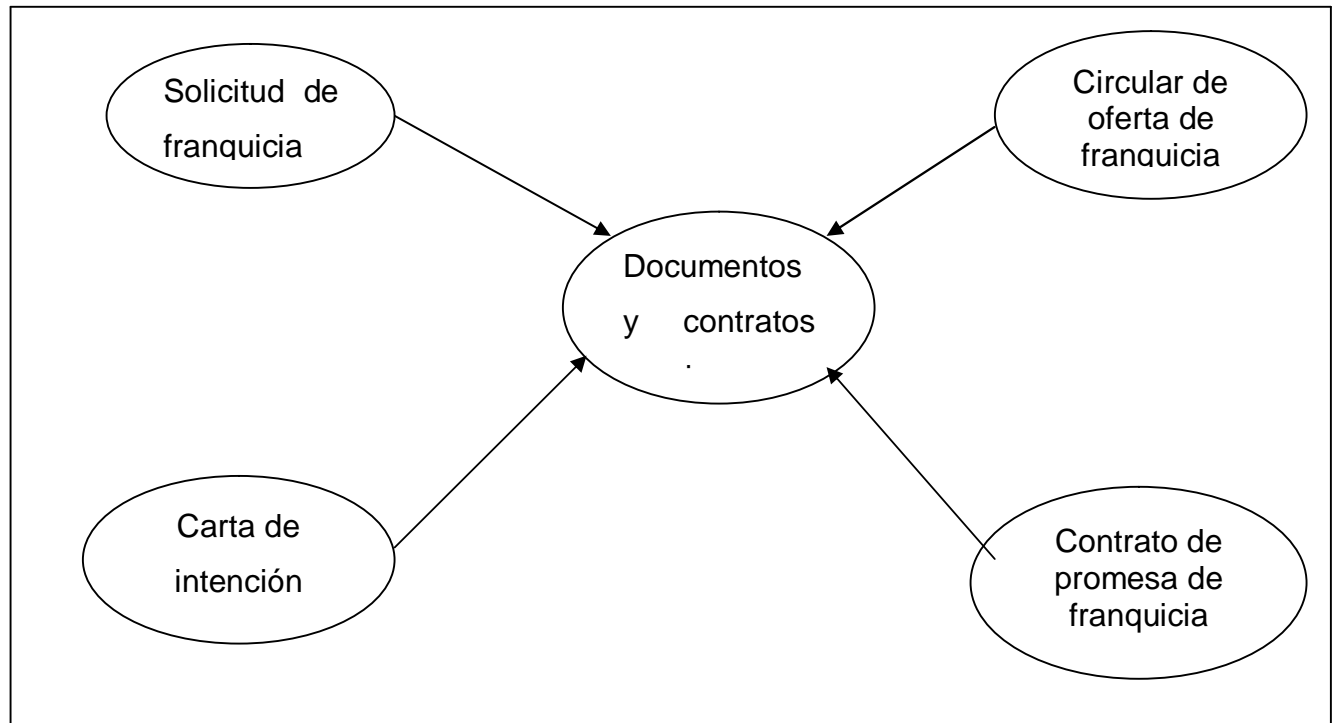 Solicitud de
franquicia
Circular de
oferta de
franquicia
Documentos
y contratos
.
Carta de
intención
Contrato de
promesa de
franquicia